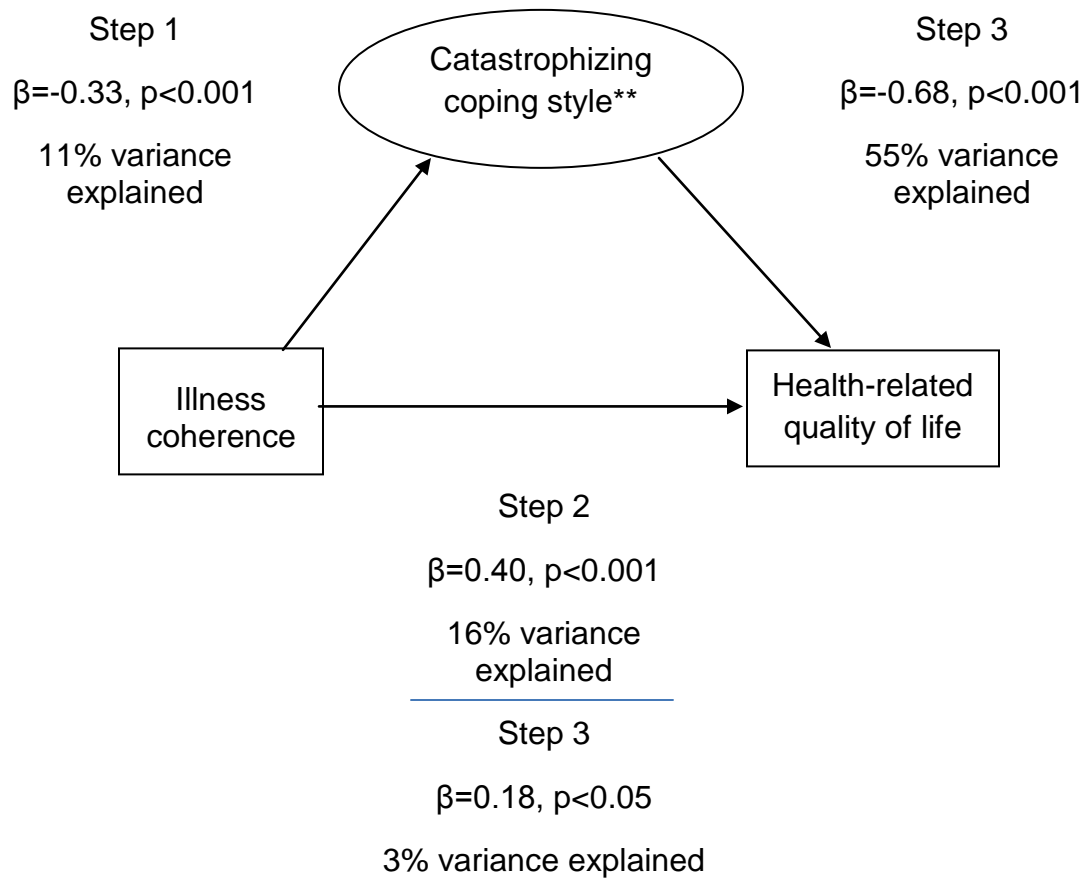 Step 1
β=-0.33, p<0.001
11% variance
explained
Catastrophizing
coping style**
Step 3
β=-0.68, p<0.001
55% variance
explained
Illness
coherence
Health-related
quality of life
Step 2
β=0.40, p<0.001
16% variance
explained
Step 3
β=0.18, p<0.05
3% variance explained